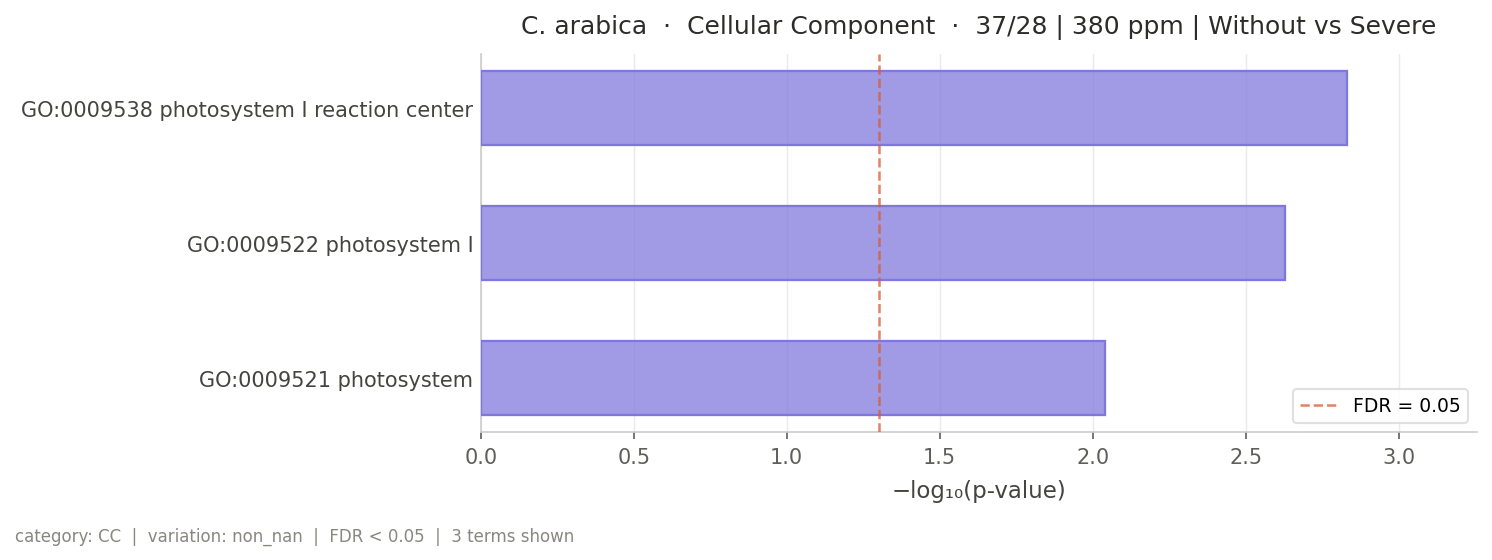 C. arabica · Cellular Component · 37/28 | 380 ppm | Without vs Severe
GO:0009538 photosystem I reaction center
GO:0009522 photosystem I
GO:0009521 photosystem
FDR = 0.05
0.0 0.5 1.0 1.5 2.0 2.5 3.0
−log₁₀(p-value)
category: CC | variation: non_nan | FDR < 0.05 | 3 terms shown